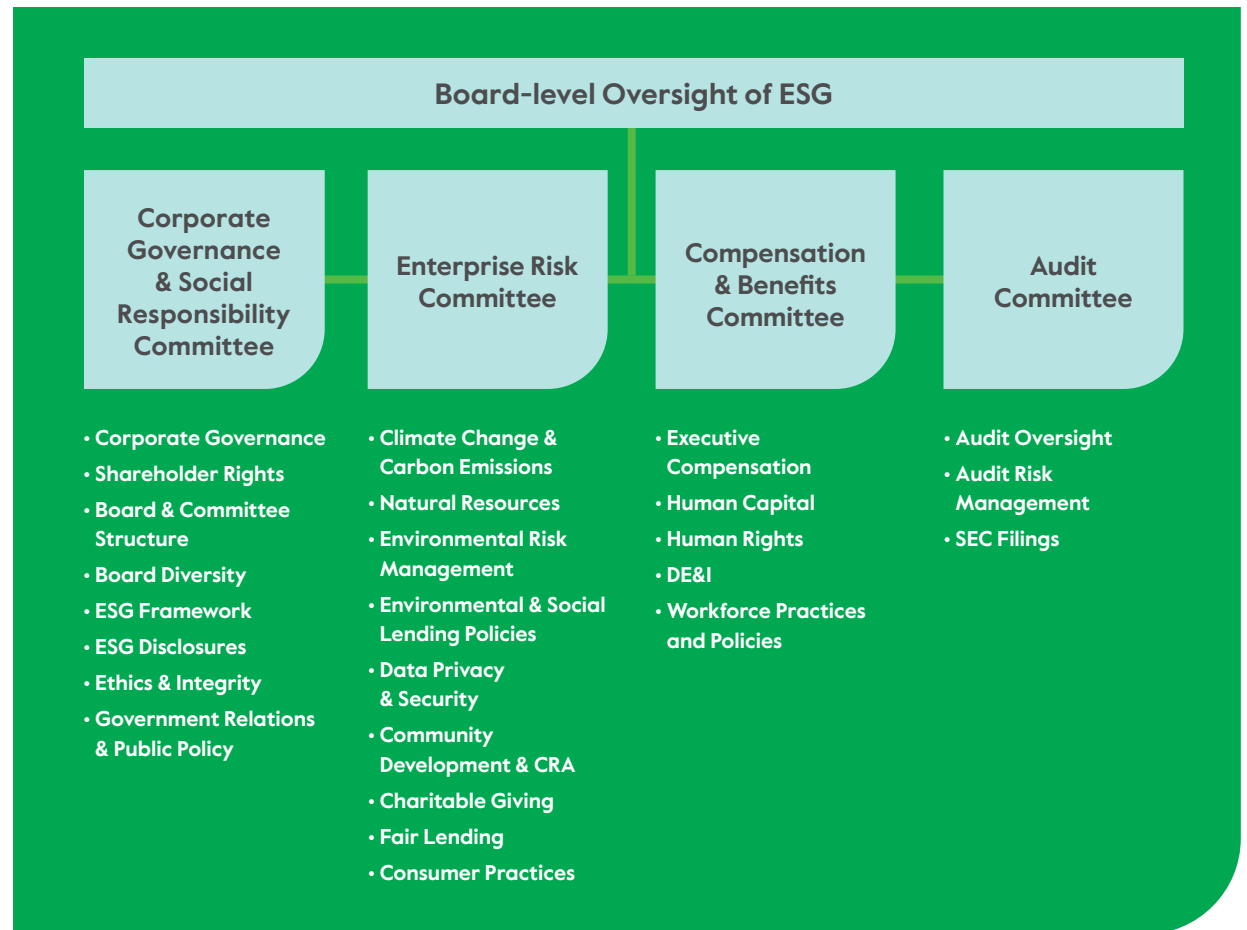 Board-level Oversight of ESG
Corporate
Governance
& Social
Responsibility
Committee
Enterprise Risk
Committee
Compensation
& Benefits
Committee
Audit
Committee
• Corporate Governance
• Shareholder Rights
• Board & Committee
Structure
• Board Diversity
• ESG Framework
• ESG Disclosures
• Ethics & Integrity
• Government Relations
& Public Policy
• Climate Change &
Carbon Emissions
• Natural Resources
• Environmental Risk
Management
• Environmental & Social
Lending Policies
• Data Privacy
& Security
• Community
Development & CRA
• Charitable Giving
• Fair Lending
• Consumer Practices
• Executive
Compensation
• Human Capital
• Human Rights
• DE&I
• Workforce Practices
and Policies
• Audit Oversight
• Audit Risk
Management
• SEC Filings